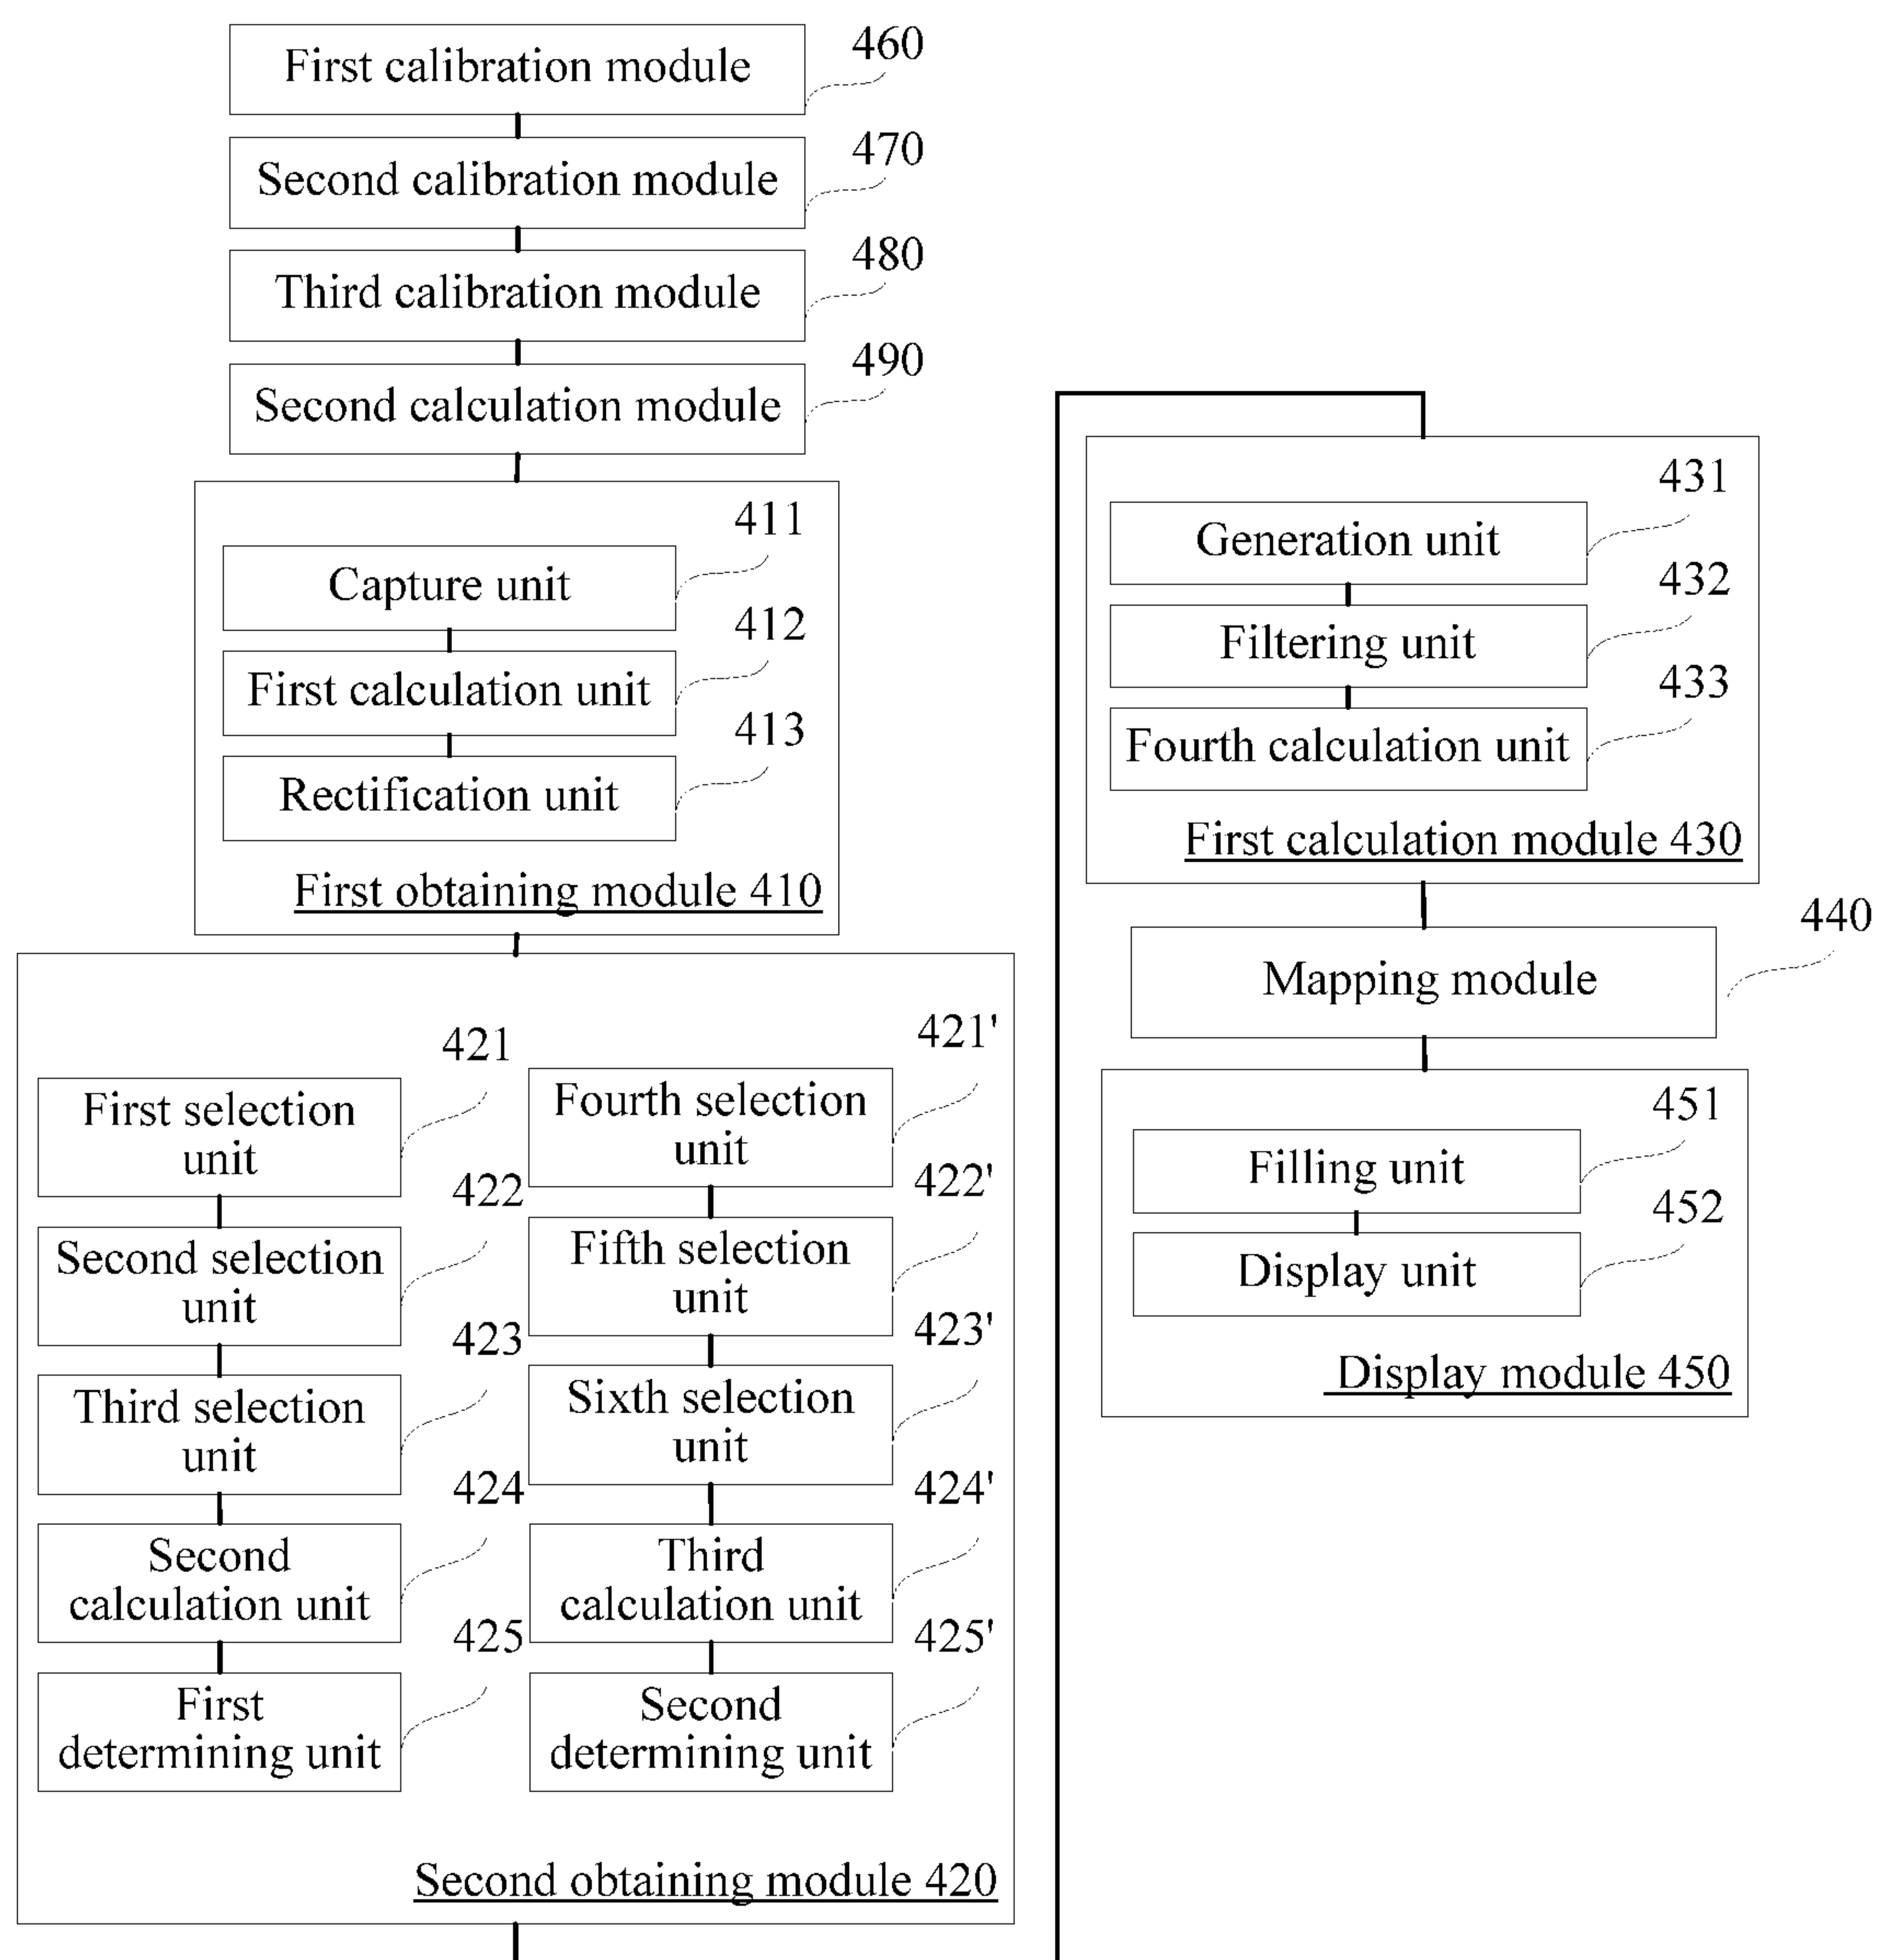 First calibration module
460
Second calibration module
470
Third calibration module
480
Second calculation module
490
411
Capture unit
412
First calculation unit
413
Rectification unit
First obtaining module 410
421
First selection
unit
422
Second selection
unit
423
Third selection
unit
424
Second
calculation unit
425
First
determining unit
421'
Fourth selection
unit
422'
Fifth selection
unit
423'
Sixth selection
unit
424'
Third
calculation unit
425'
Second
determining unit
Second obtaining module 420
431
Generation unit
432
Filtering unit
433
Fourth calculation unit
First calculation module 430
440
Mapping module
451
Filling unit
452
Display unit
Display module 450